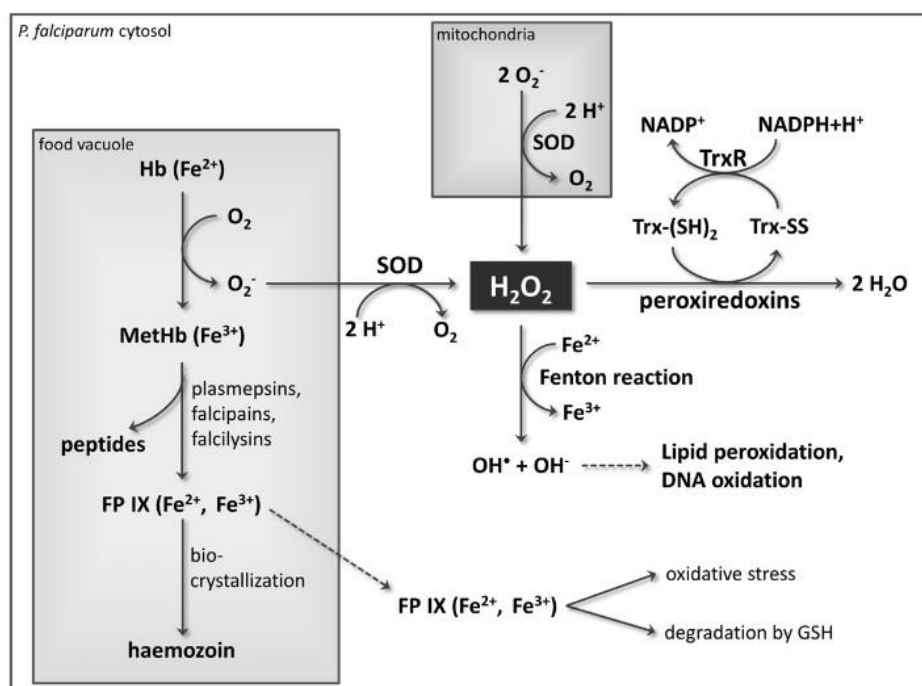 P. falciparum cytosol
mitochondria
2 O₂⁻
2 H⁺
SOD
O₂
NADP⁺
NADPH+H⁺
TrxR
Trx-(SH)₂
Trx-SS
food vacuole
Hb (Fe²⁺)
O₂
O₂⁻
SOD
2 H⁺
O₂
H₂O₂
peroxiredoxins
2 H₂O
MetHb (Fe³⁺)
plasmepsins,
falcipains,
falcilysins
peptides
Fe²⁺
Fenton reaction
Fe³⁺
OH• + OH⁻
Lipid peroxidation,
DNA oxidation
FP IX (Fe²⁺, Fe³⁺)
bio-
crystallization
haemozoin
FP IX (Fe²⁺, Fe³⁺)
oxidative stress
degradation by GSH